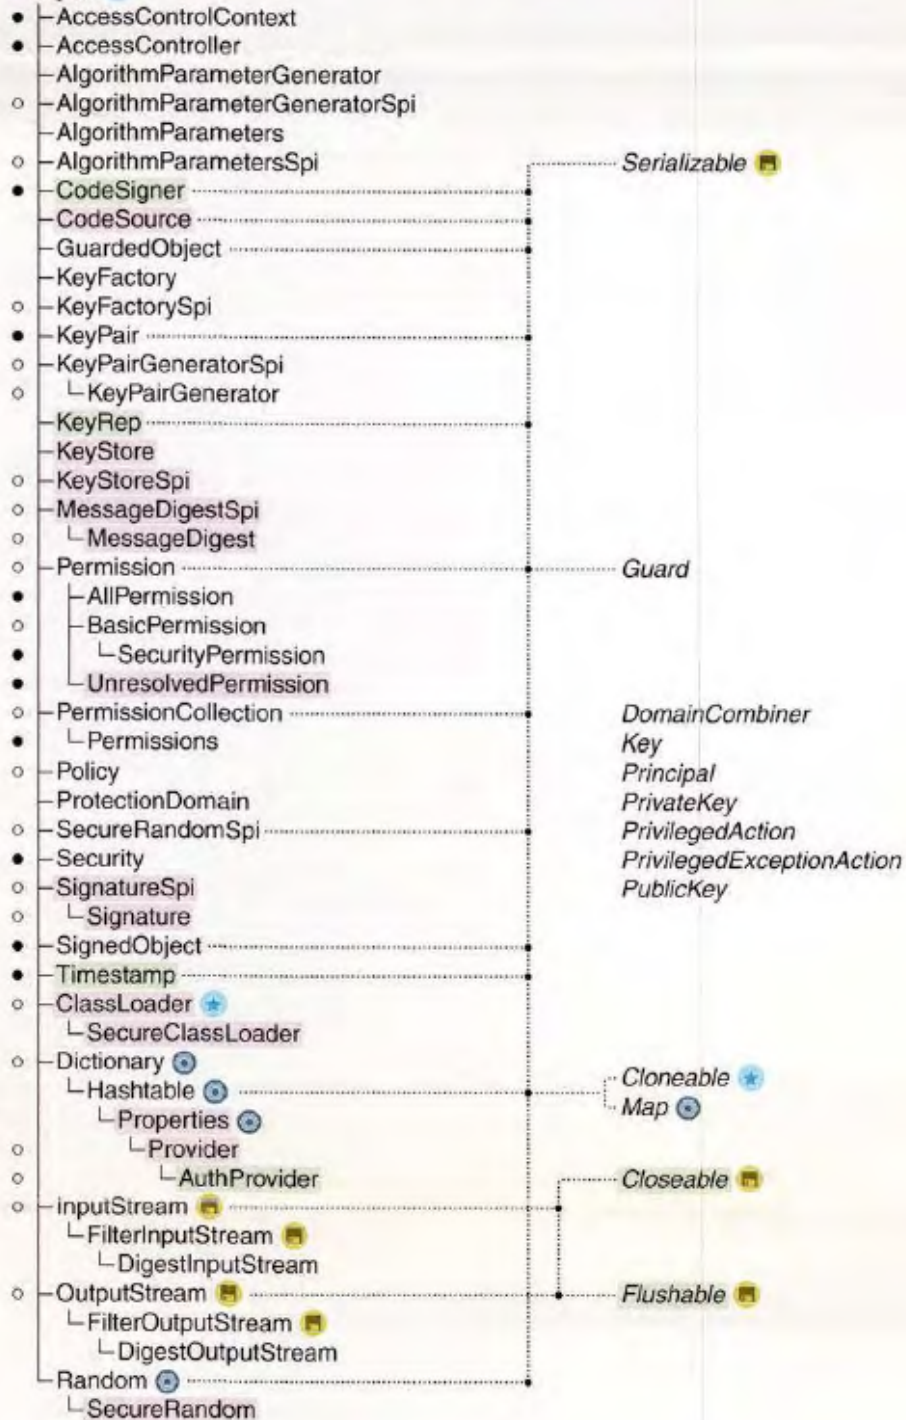 AccessControlContext
AccessController
AlgorithmParameterGenerator
AlgorithmParameterGeneratorSpi
AlgorithmParameters
AlgorithmParametersSpi
Serializable
CodeSigner
CodeSource
GuardedObject
KeyFactory
KeyFactorySpi
KeyPair
KeyPairGeneratorSpi
KeyPairGenerator
KeyRep
KeyStore
KeyStoreSpi
MessageDigestSpi
MessageDigest
Permission
Guard
AllPermission
BasicPermission
SecurityPermission
UnresolvedPermission
PermissionCollection
DomainCombiner
Permissions
Key
Policy
Principal
ProtectionDomain
PrivateKey
SecureRandomSpi
PrivilegedAction
Security
PrivilegedExceptionAction
SignatureSpi
PublicKey
Signature
SignedObject
Timestamp
ClassLoader
SecureClassLoader
Dictionary
Cloneable
Hashtable
Map
Properties
Provider
AuthProvider
Closeable
InputStream
FilterInputStream
DigestInputStream
OutputStream
Flushable
FilterOutputStream
DigestOutputStream
Random
SecureRandom